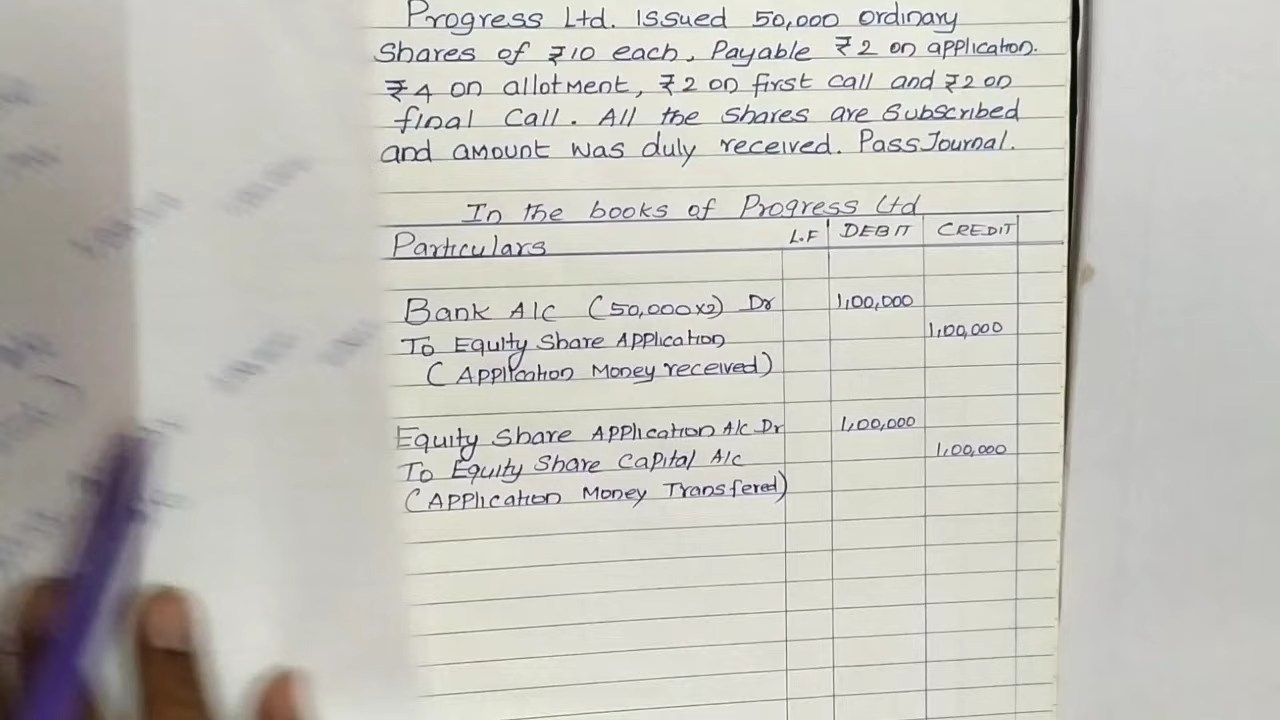 Progress Ltd. Issued 50,000 ordinary
Shares of ₹10 each, Payable ₹2 on application.
₹4 on allotment, ₹2 on first call and ₹2 on
final Call. All the shares are Subscribed
and amount was duly received. Pass Journal.
In the books of Progress Ltd
Particulars L.F DEBIT CREDIT
Bank A/c (50,000x2) Dr 1,00,000
To Equity Share Application 1,00,000
(Application Money received)
Equity Share Application A/c Dr 1,00,000
To Equity Share Capital A/c 1,00,000
(Application Money Transfered)